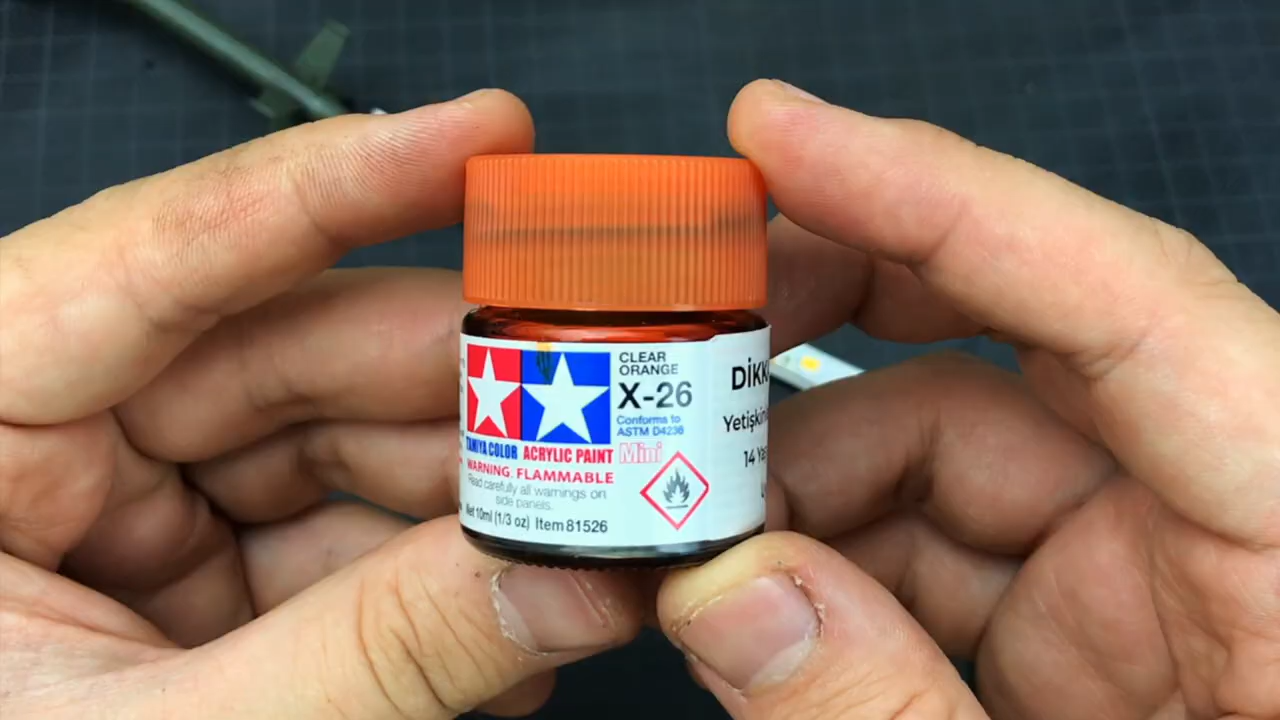 CLEAR
ORANGE
X-26
Conforms to
ASTM D4236
TAMIYA COLOR ACRYLIC PAINT Mini
WARNING. FLAMMABLE
Read carefully all warnings on
side panels.
Net 10ml (1/3 oz) Item 81526
DİKK
Yetişkin
14 Ya